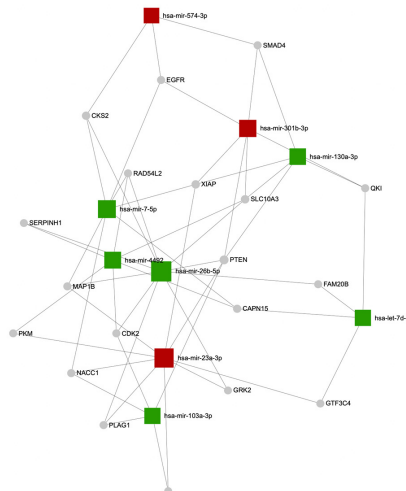 hsa-mir-574-3p
SMAD4
EGFR
CKS2
hsa-mir-301b-3p
hsa-mir-130a-3p
RAD54L2
XIAP
QKI
SLC10A3
hsa-mir-7-5p
SERPINH1
hsa-mir-4492
PTEN
hsa-mir-26b-5p
MAP1B
FAM20B
CAPN15
hsa-let-7d-
PKM
CDK2
hsa-mir-23a-3p
NACC1
GRK2
GTF3C4
hsa-mir-103a-3p
PLAG1